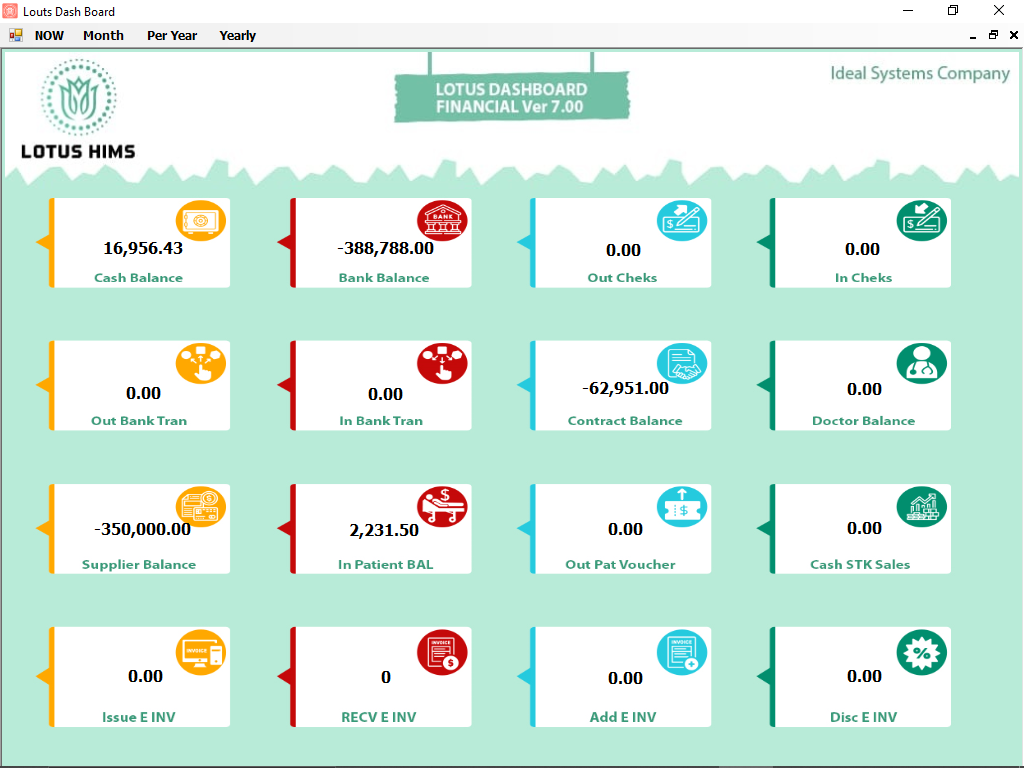 Louts Dash Board
NOW Month Per Year Yearly
LOTUS DASHBOARD
FINANCIAL Ver 7.00
Ideal Systems Company
LOTUS HIMS
BANK
$
$
16,956.43
-388,788.00
0.00
0.00
Cash Balance
Bank Balance
Out Cheks
In Cheks
0.00
0.00
-62,951.00
0.00
Out Bank Tran
In Bank Tran
Contract Balance
Doctor Balance
$
$
$
-350,000.00
2,231.50
0.00
0.00
Supplier Balance
In Patient BAL
Out Pat Voucher
Cash STK Sales
INVOICE
INVOICE
$
INVOICE
%
0.00
0
0.00
0.00
Issue E INV
RECV E INV
Add E INV
Disc E INV